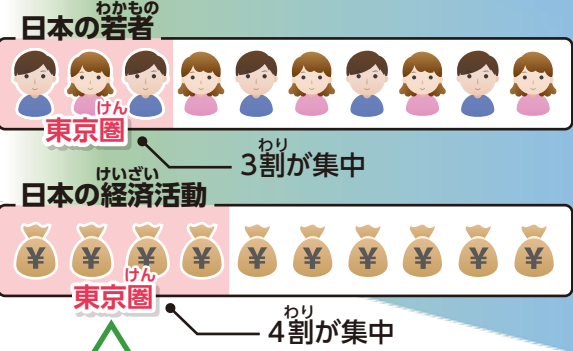 わかもの
日本の若者
けん
東京圏
わり
3割が集中
けいざい
日本の経済活動
¥ ¥ ¥ ¥ ¥ ¥ ¥ ¥ ¥ ¥
けん
東京圏
わり
4割が集中